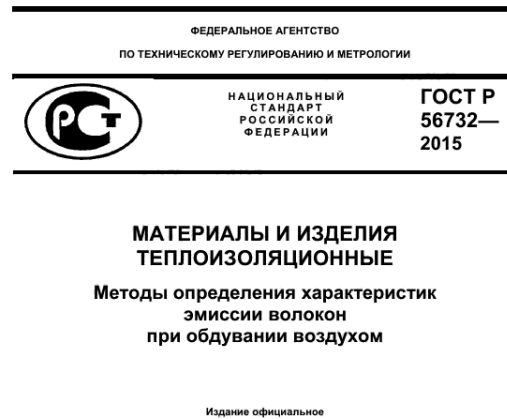 ФЕДЕРАЛЬНОЕ АГЕНТСТВО
ПО ТЕХНИЧЕСКОМУ РЕГУЛИРОВАНИЮ И МЕТРОЛОГИИ
РСТ
НАЦИОНАЛЬНЫЙ
СТАНДАРТ
РОССИЙСКОЙ
ФЕДЕРАЦИИ
ГОСТ Р
56732—
2015
МАТЕРИАЛЫ И ИЗДЕЛИЯ
ТЕПЛОИЗОЛЯЦИОННЫЕ
Методы определения характеристик
эмиссии волокон
при обдувании воздухом
Издание официальное